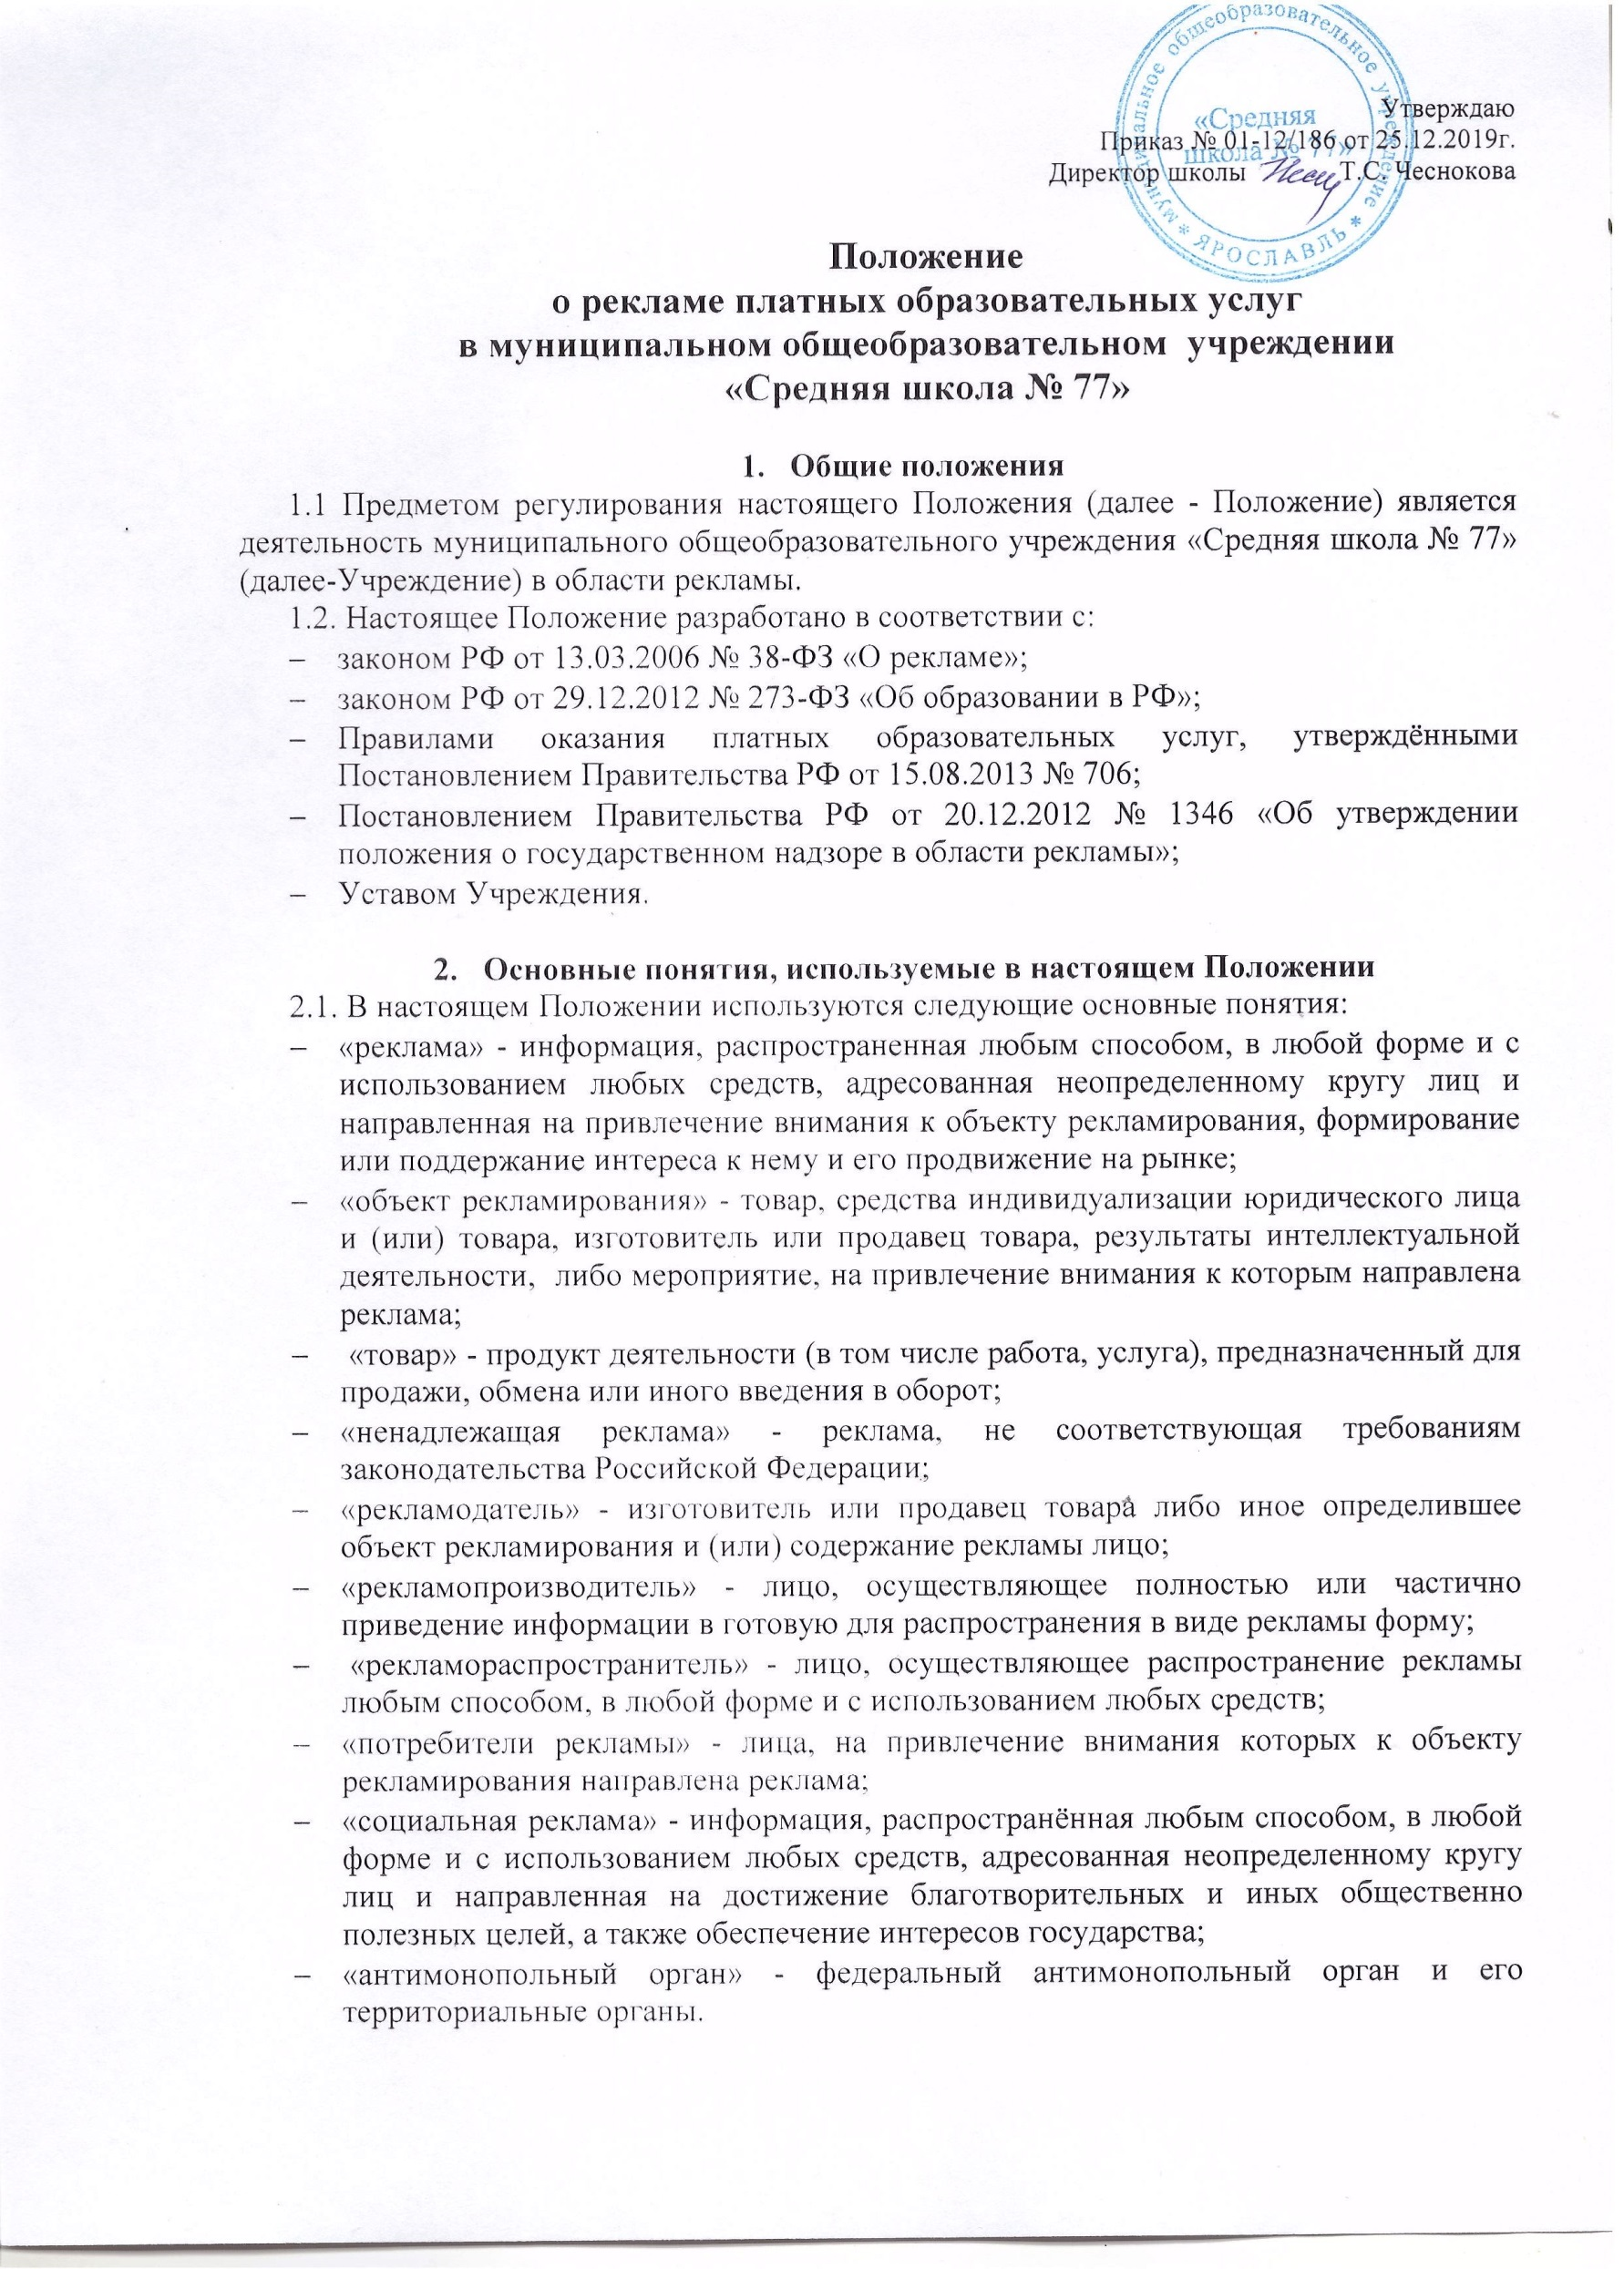 Утверждаю
Приказ № 01-12/186 от 25.12.2019г.
Директор школы Т.С. Чеснокова
муниципальное общеобразовательное учреждение
«Средняя
школа № 77»
* ЯРОСЛАВЛЬ *
Положение
о рекламе платных образовательных услуг
в муниципальном общеобразовательном учреждении
«Средняя школа № 77»
1. Общие положения
1.1 Предметом регулирования настоящего Положения (далее - Положение) является
деятельность муниципального общеобразовательного учреждения «Средняя школа № 77»
(далее-Учреждение) в области рекламы.
1.2. Настоящее Положение разработано в соответствии с:
– законом РФ от 13.03.2006 № 38-ФЗ «О рекламе»;
– законом РФ от 29.12.2012 № 273-ФЗ «Об образовании в РФ»;
– Правилами оказания платных образовательных услуг, утверждёнными
Постановлением Правительства РФ от 15.08.2013 № 706;
– Постановлением Правительства РФ от 20.12.2012 № 1346 «Об утверждении
положения о государственном надзоре в области рекламы»;
– Уставом Учреждения.
2. Основные понятия, используемые в настоящем Положении
2.1. В настоящем Положении используются следующие основные понятия:
– «реклама» - информация, распространенная любым способом, в любой форме и с
использованием любых средств, адресованная неопределенному кругу лиц и
направленная на привлечение внимания к объекту рекламирования, формирование
или поддержание интереса к нему и его продвижение на рынке;
– «объект рекламирования» - товар, средства индивидуализации юридического лица
и (или) товара, изготовитель или продавец товара, результаты интеллектуальной
деятельности, либо мероприятие, на привлечение внимания к которым направлена
реклама;
– «товар» - продукт деятельности (в том числе работа, услуга), предназначенный для
продажи, обмена или иного введения в оборот;
– «ненадлежащая реклама» - реклама, не соответствующая требованиям
законодательства Российской Федерации;
– «рекламодатель» - изготовитель или продавец товара либо иное определившее
объект рекламирования и (или) содержание рекламы лицо;
– «рекламопроизводитель» - лицо, осуществляющее полностью или частично
приведение информации в готовую для распространения в виде рекламы форму;
– «рекламораспространитель» - лицо, осуществляющее распространение рекламы
любым способом, в любой форме и с использованием любых средств;
– «потребители рекламы» - лица, на привлечение внимания которых к объекту
рекламирования направлена реклама;
– «социальная реклама» - информация, распространённая любым способом, в любой
форме и с использованием любых средств, адресованная неопределенному кругу
лиц и направленная на достижение благотворительных и иных общественно
полезных целей, а также обеспечение интересов государства;
– «антимонопольный орган» - федеральный антимонопольный орган и его
территориальные органы.